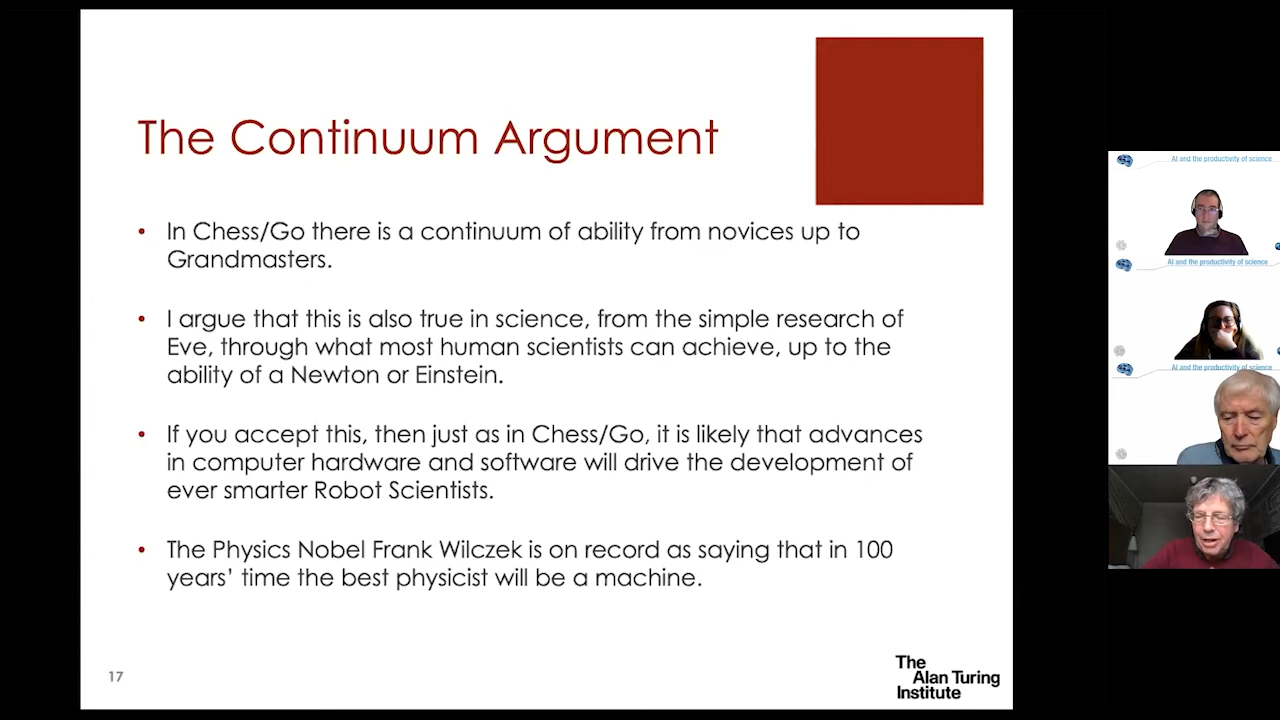 The Continuum Argument
• In Chess/Go there is a continuum of ability from novices up to
Grandmasters.
• I argue that this is also true in science, from the simple research of
Eve, through what most human scientists can achieve, up to the
ability of a Newton or Einstein.
• If you accept this, then just as in Chess/Go, it is likely that advances
in computer hardware and software will drive the development of
ever smarter Robot Scientists.
• The Physics Nobel Frank Wilczek is on record as saying that in 100
years’ time the best physicist will be a machine.
17
The
Alan Turing
Institute
AI and the productivity of science
AI and the productivity of science
AI and the productivity of science